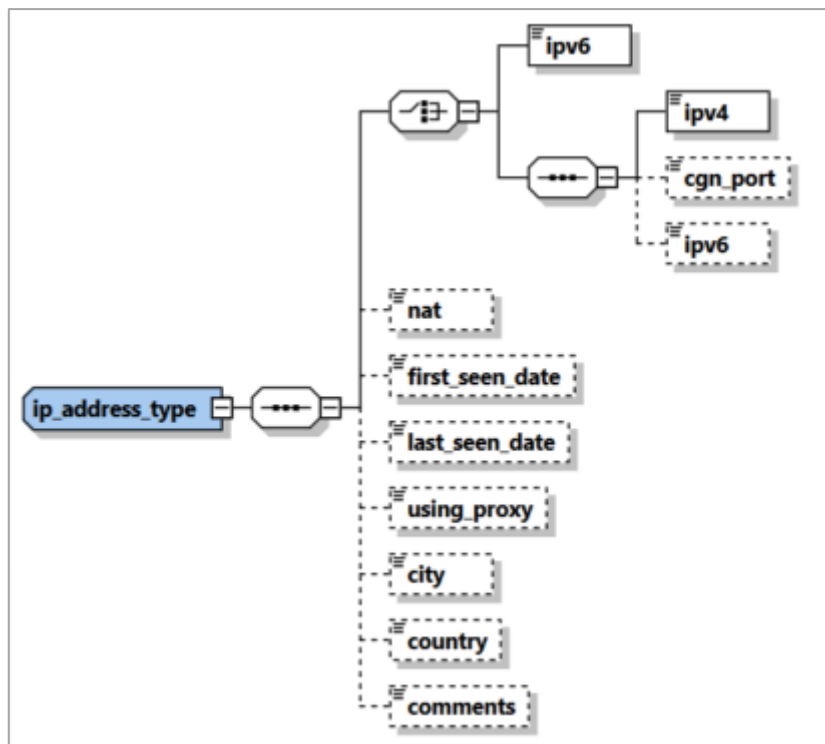 ipv6
ipv4
cgn_port
ipv6
nat
first_seen_date
ip_address_type
last_seen_date
using_proxy
city
country
comments